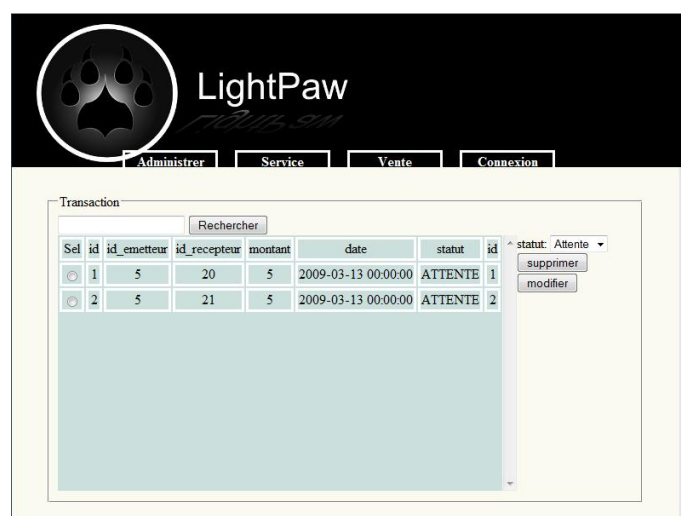 LightPaw
LightPaw
Administrer Service Vente Connexion
Transaction
Rechercher
Sel id id_emetteur id_recepteur montant date statut id
1 5 20 5 2009-03-13 00:00:00 ATTENTE 1
2 5 21 5 2009-03-13 00:00:00 ATTENTE 2
statut: Attente
supprimer
modifier